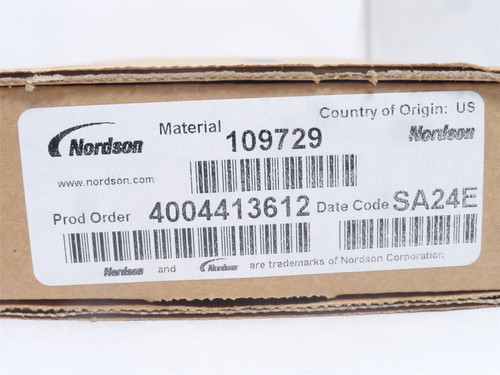 Nordson Material 109729 Country of Origin: US
Nordson
www.nordson.com
Prod Order 4004413612 Date Code SA24E
Nordson and Nordson are trademarks of Nordson Corporation